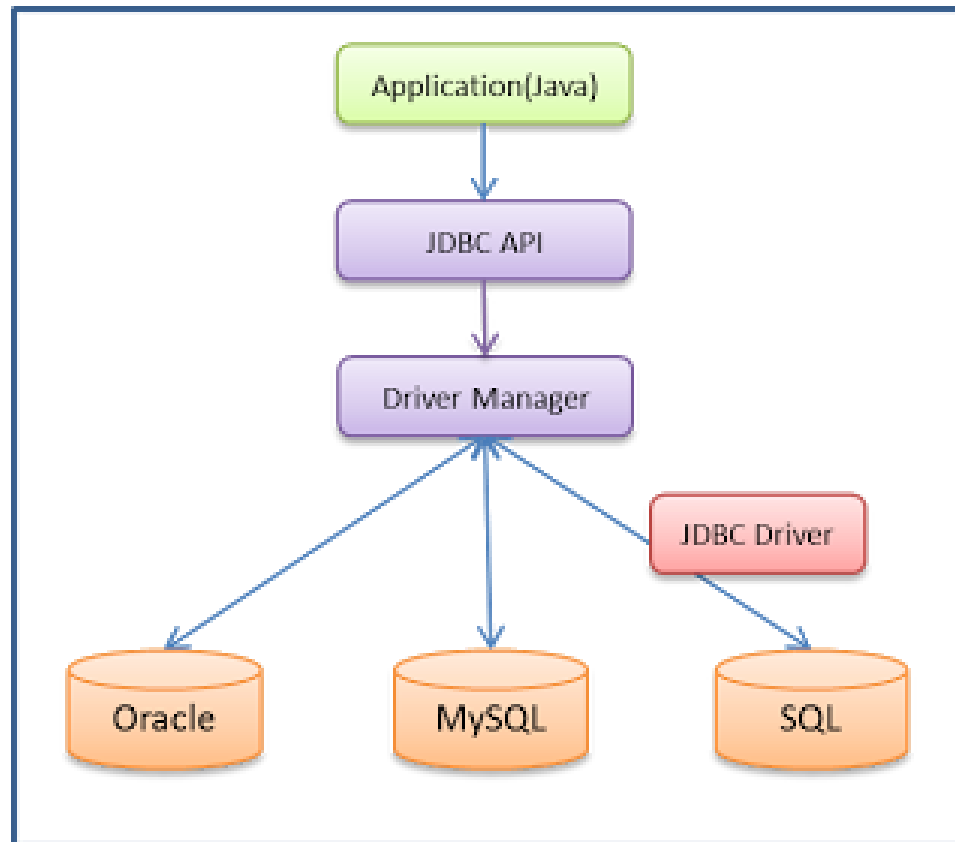 Application(Java)
JDBC API
Driver Manager
JDBC Driver
Oracle
MySQL
SQL